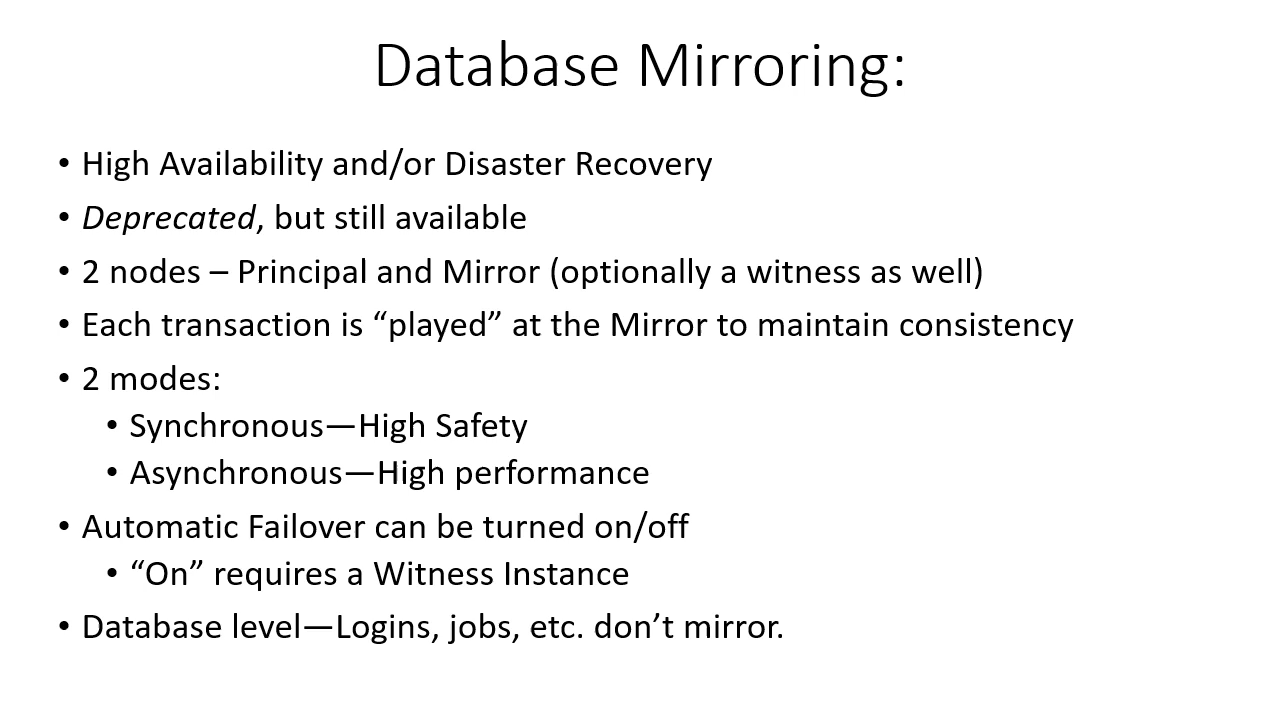 Database Mirroring:
• High Availability and/or Disaster Recovery
• Deprecated, but still available
• 2 nodes – Principal and Mirror (optionally a witness as well)
• Each transaction is “played” at the Mirror to maintain consistency
• 2 modes:
• Synchronous—High Safety
• Asynchronous—High performance
• Automatic Failover can be turned on/off
• “On” requires a Witness Instance
• Database level—Logins, jobs, etc. don’t mirror.